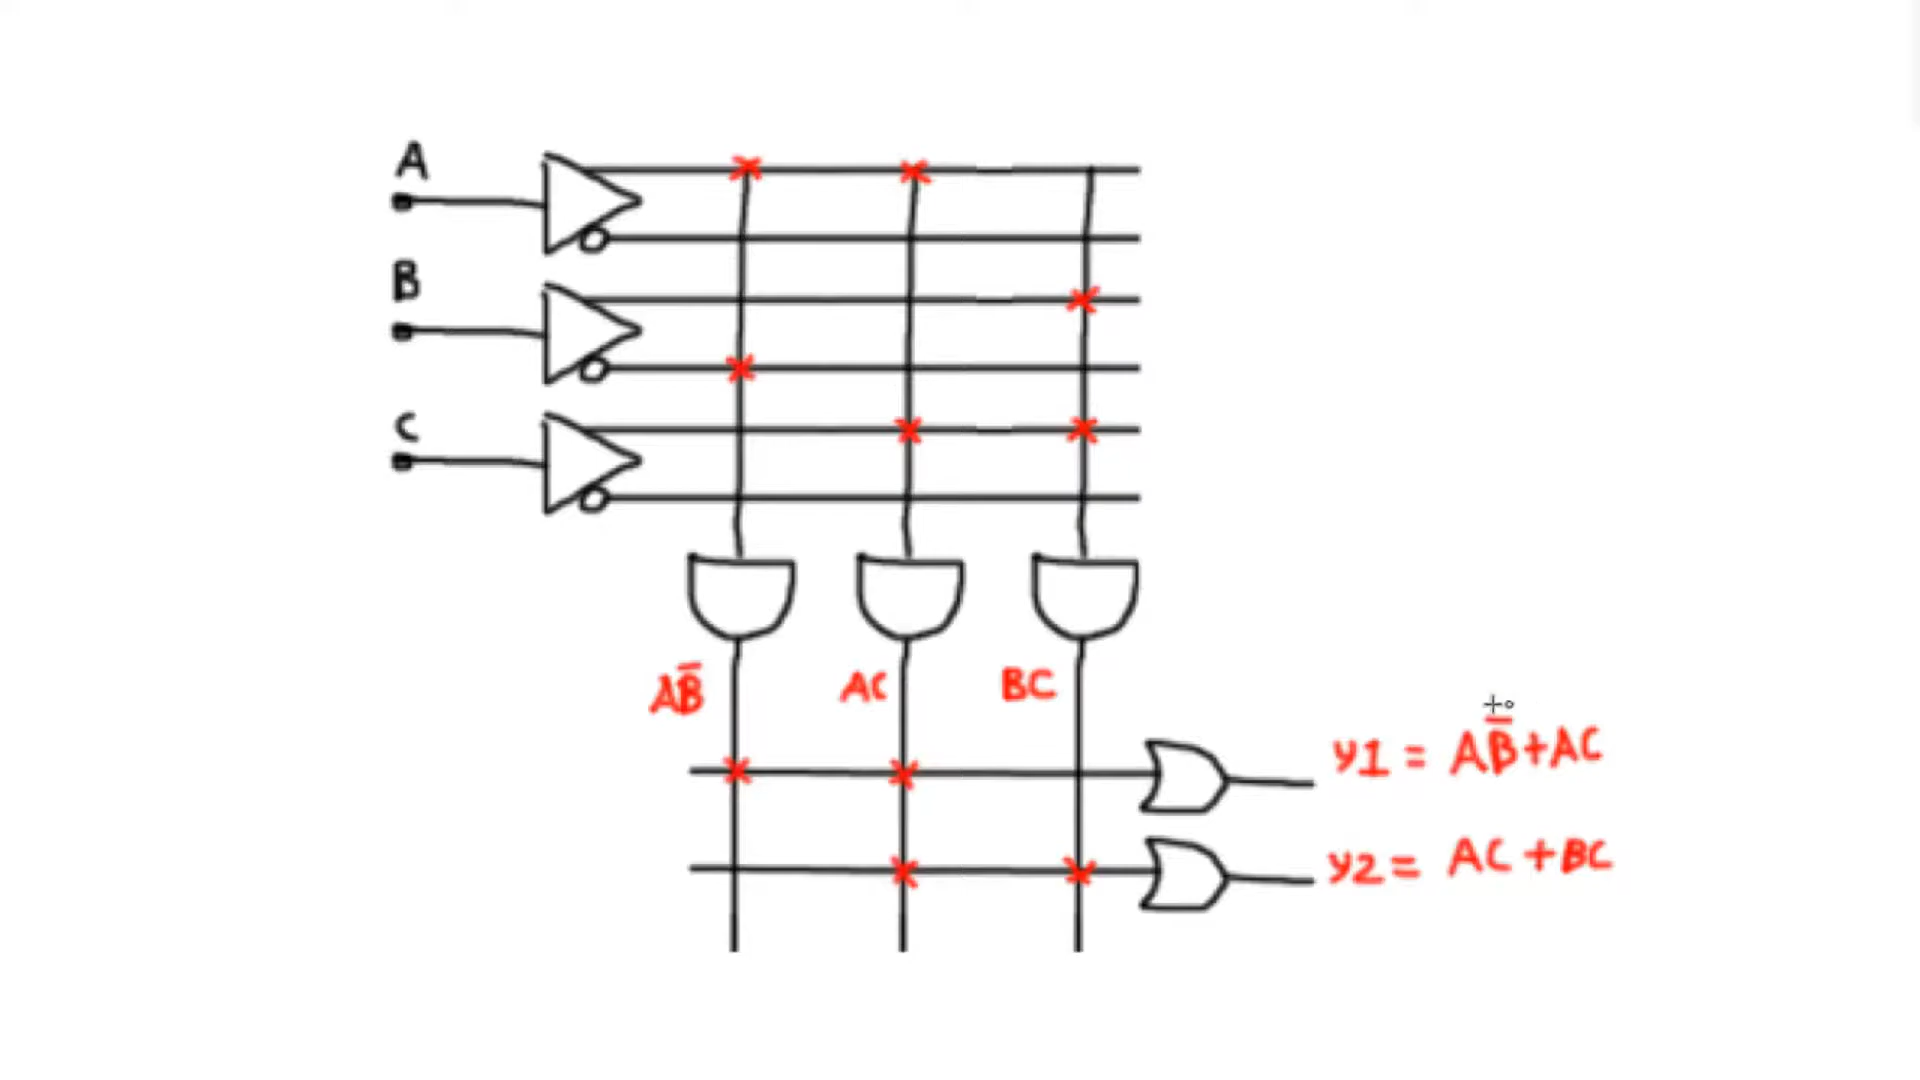 A
B
C
AB̅ AC BC
y1 = AB̅+AC
y2 = AC+BC